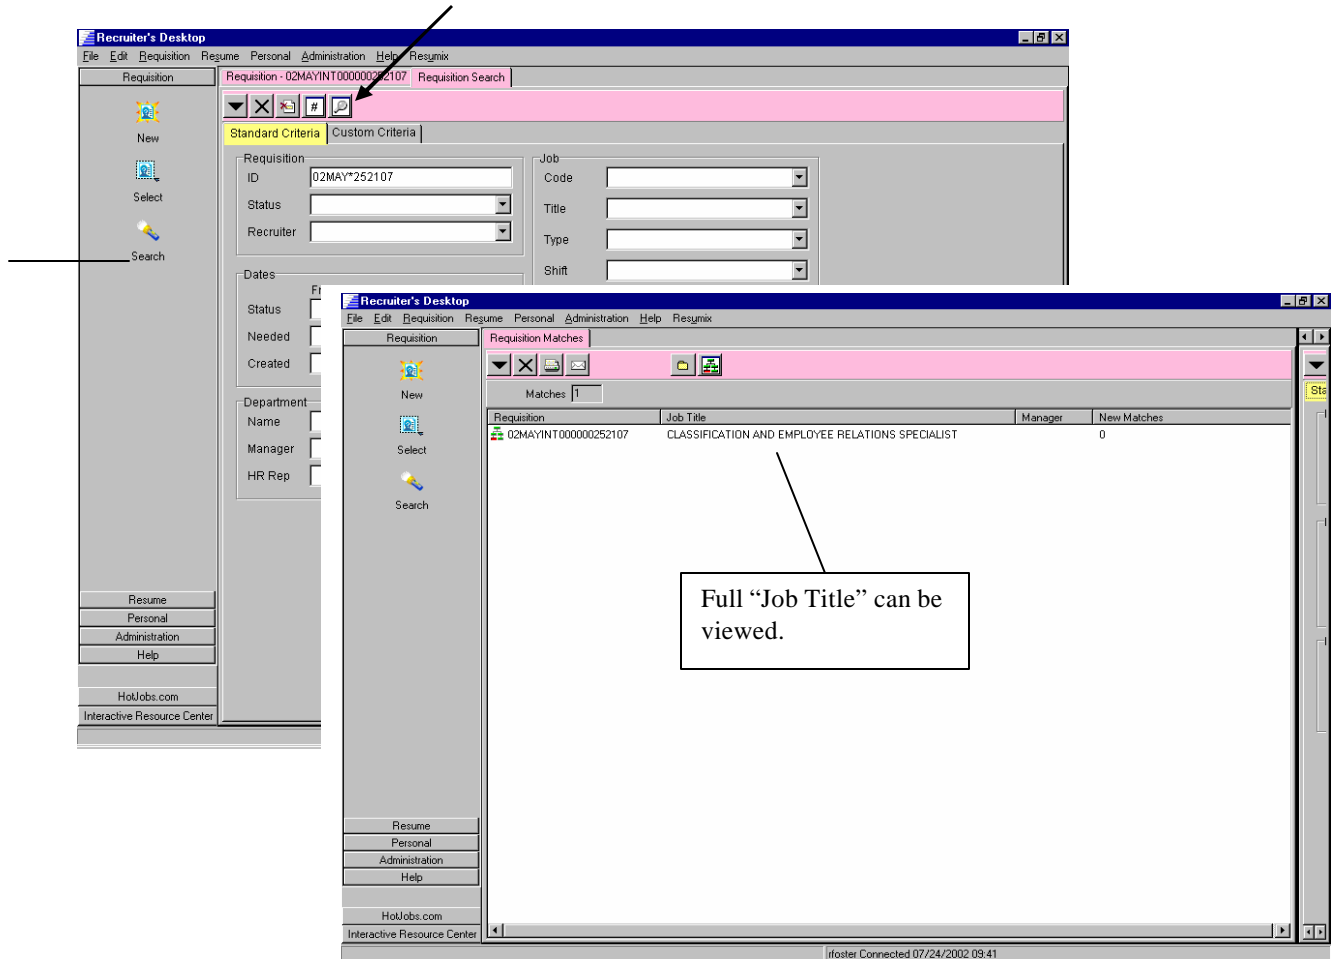 Recruiter's Desktop
File Edit Requisition Resume Personal Administration Help Resumix
Requisition
Requisition - 02MAYINT000000252107 Requisition Search
#
New
Select
Search
Standard Criteria Custom Criteria
Requisition
ID 02MAY*252107
Status
Recruiter
Job
Code
Title
Type
Shift
Dates
Status
Needed
Created
Department
Name
Manager
HR Rep
Resume
Personal
Administration
Help
HotJobs.com
Interactive Resource Center
Recruiter's Desktop
File Edit Requisition Resume Personal Administration Help Resumix
Requisition
Requisition Matches
New
Select
Search
Matches 1
Sta
Requisition Job Title Manager New Matches
02MAYINT000000252107 CLASSIFICATION AND EMPLOYEE RELATIONS SPECIALIST 0
Full “Job Title” can be
viewed.
Resume
Personal
Administration
Help
HotJobs.com
Interactive Resource Center
rfoster Connected 07/24/2002 09:41